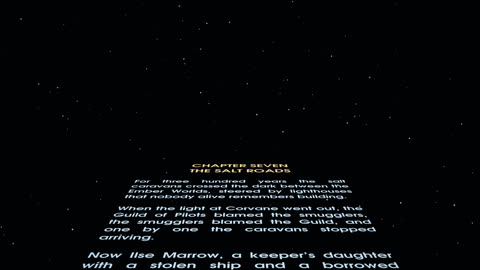 CHAPTER SEVEN
THE SALT ROADS
For three hundred years the salt
caravans crossed the dark between the
Ember Worlds, steered by lighthouses
that nobody alive remembers building.
When the light at Corvane went out, the
Guild of Pilots blamed the smugglers,
the smugglers blamed the Guild, and
one by one the caravans stopped
arriving.
Now Ilse Marrow, a keeper's daughter
with a stolen ship and a borrowed